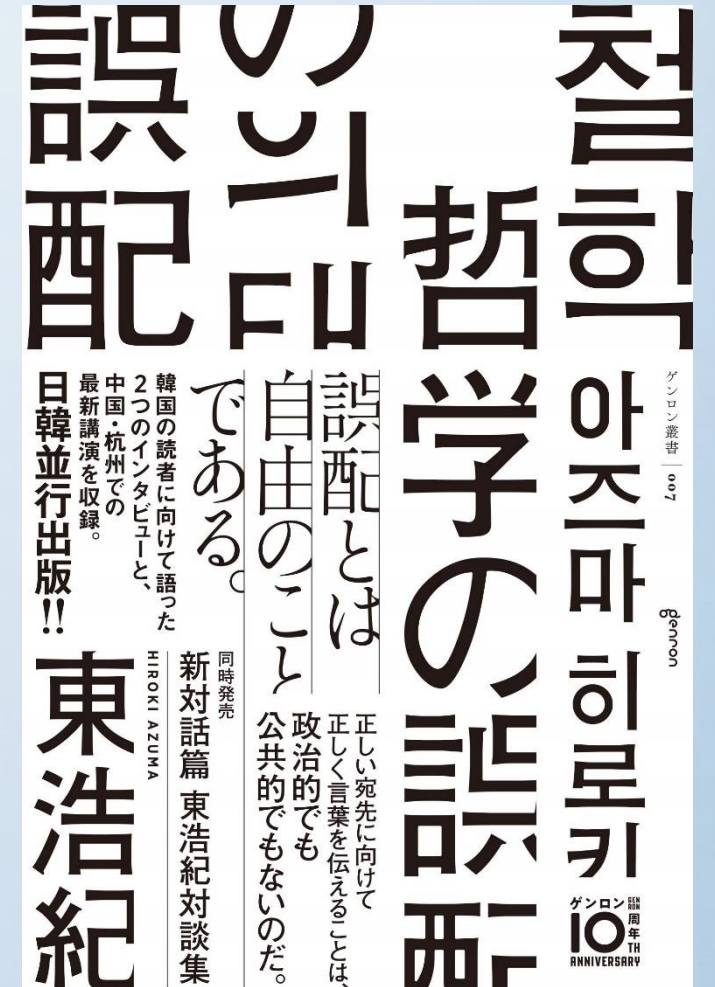 ゲンロン叢書 | 007
genron
철학
아즈마 히로키
ゲンロン10周年
GENRON 10TH ANNIVERSARY
哲学の誤配
の
의
誤配
誤配とは
自由のこと
である。
正しい宛先に向けて
正しく言葉を伝えることは、
政治的でも
公共的でもないのだ。
韓国の読者に向けて語った
2つのインタビューと、
中国・杭州での
最新講演を収録。
日韓並行出版!!
同時発売
新対話篇 東浩紀対談集
HIROKI AZUMA
東浩紀